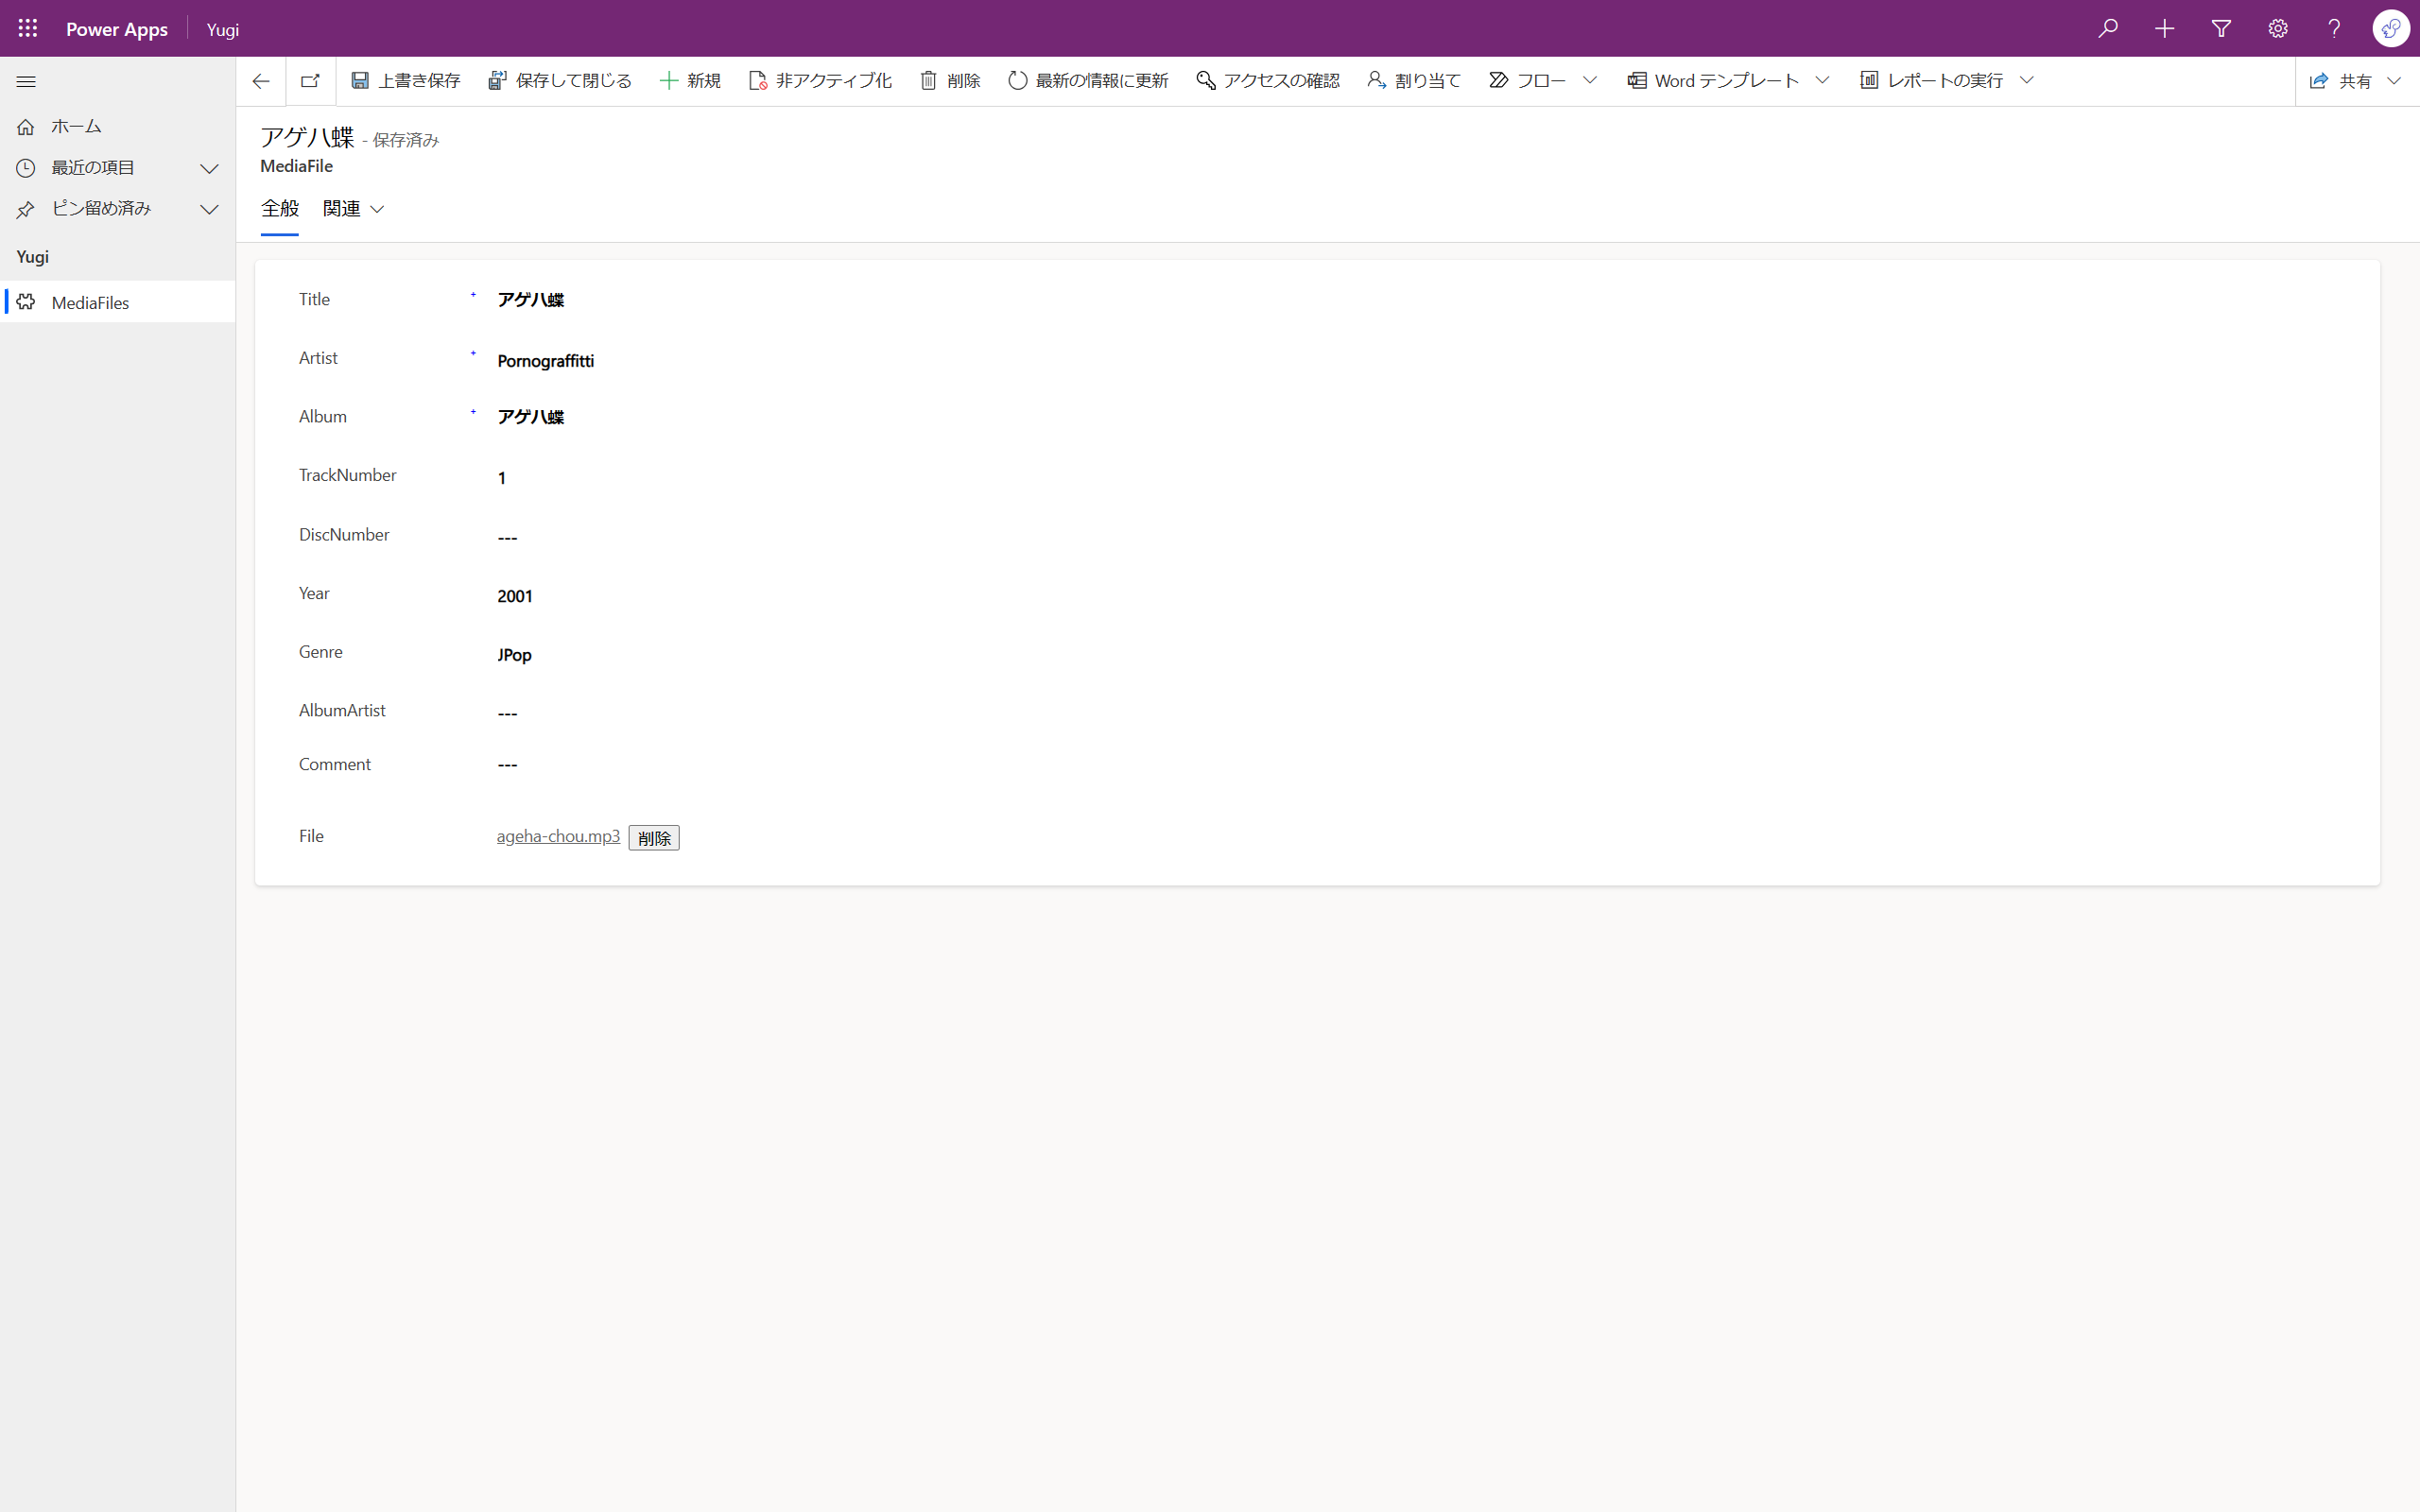 Power Apps Yugi
上書き保存 保存して閉じる 新規 非アクティブ化 削除 最新の情報に更新 アクセスの確認 割り当て フロー Word テンプレート レポートの実行 共有
ホーム
最近の項目
ピン留め済み
Yugi
MediaFiles
アゲハ蝶 - 保存済み
MediaFile
全般 関連
Title + アゲハ蝶
Artist + Pornograffitti
Album + アゲハ蝶
TrackNumber 1
DiscNumber ---
Year 2001
Genre JPop
AlbumArtist ---
Comment ---
File ageha-chou.mp3 削除